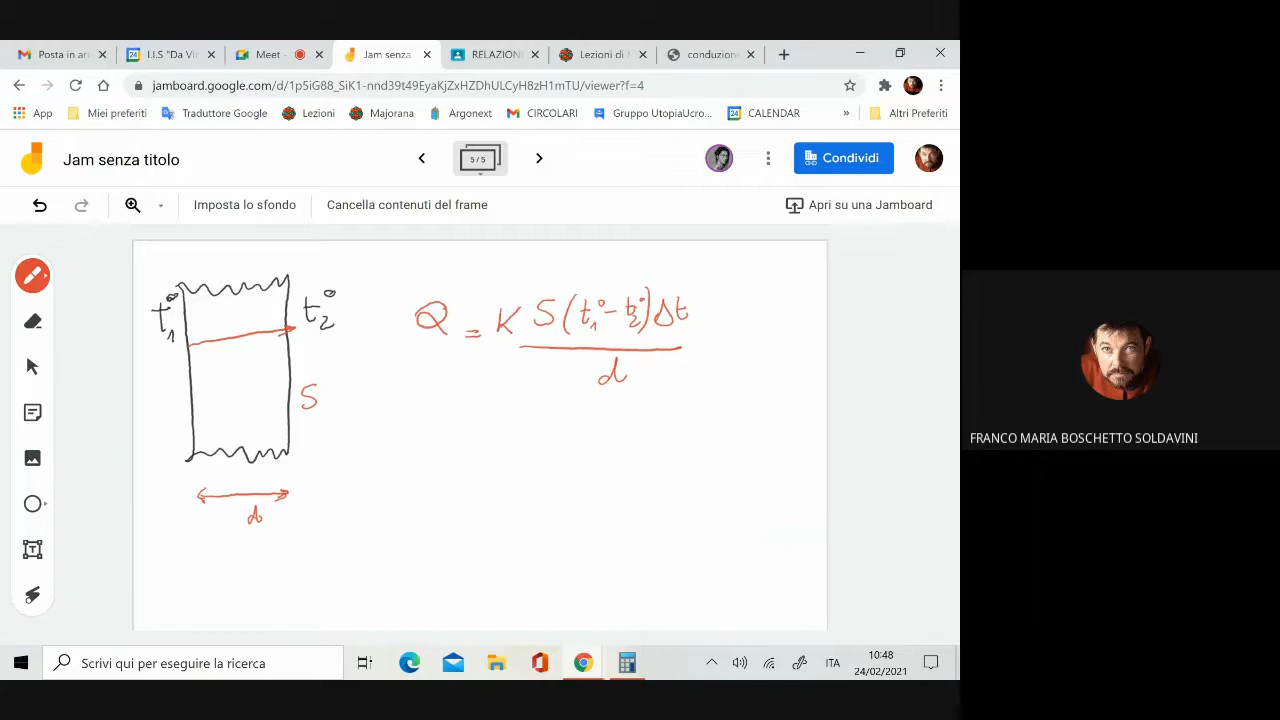 Posta in arr
I.I.S "Da Vir
Meet -
Jam senza
RELAZIONI
Lezioni di M
conduzione
jamboard.google.com/d/1p5iG88_SiK1-nnd39t49EyaKjZxHZDhULCyH8zH1mTU/viewer?f=4
App
Miei preferiti
Traduttore Google
Lezioni
Majorana
Argonext
CIRCOLARI
Gruppo UtopiaUcro...
CALENDAR
»
Altri Preferiti
Jam senza titolo
5 / 5
Condividi
Imposta lo sfondo
Cancella contenuti del frame
Apri su una Jamboard
t₁°
t₂°
Q = K S(t₁° - t₂°)Δt
d
S
d
FRANCO MARIA BOSCHETTO SOLDAVINI
Scrivi qui per eseguire la ricerca
ITA
10:48
24/02/2021